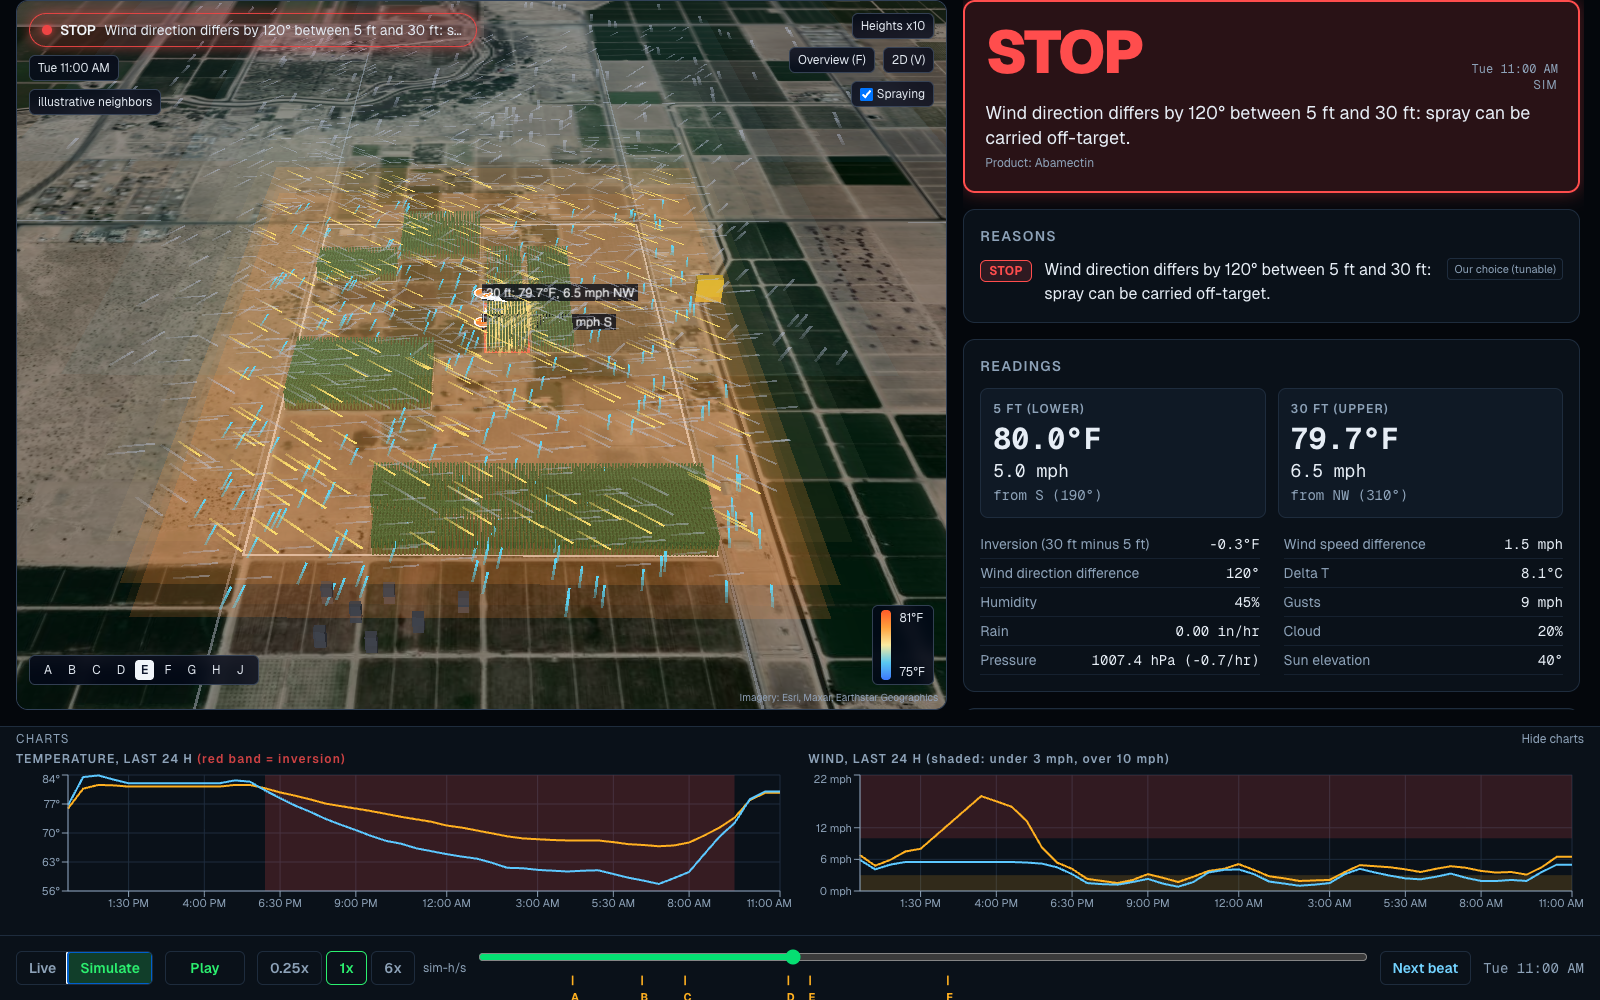 STOP Wind direction differs by 120° between 5 ft and 30 ft: s...
Tue 11:00 AM
illustrative neighbors
Heights x10
Overview (F)
2D (V)
Spraying
30 ft: 79.7°F, 6.5 mph NW
mph S
81°F
75°F
A B C D E F G H J
Imagery: Esri, Maxar, Earthstar Geographics
STOP
Tue 11:00 AM
SIM
Wind direction differs by 120° between 5 ft and 30 ft: spray can be
carried off-target.
Product: Abamectin
REASONS
STOP
Wind direction differs by 120° between 5 ft and 30 ft:
spray can be carried off-target.
Our choice (tunable)
READINGS
5 FT (LOWER)
80.0°F
5.0 mph
from S (190°)
30 FT (UPPER)
79.7°F
6.5 mph
from NW (310°)
Inversion (30 ft minus 5 ft) -0.3°F
Wind speed difference 1.5 mph
Wind direction difference 120°
Delta T 8.1°C
Humidity 45%
Gusts 9 mph
Rain 0.00 in/hr
Cloud 20%
Pressure 1007.4 hPa (-0.7/hr)
Sun elevation 40°
CHARTS
Hide charts
TEMPERATURE, LAST 24 H (red band = inversion)
84°
77°
70°
63°
56°
1:30 PM 4:00 PM 6:30 PM 9:00 PM 12:00 AM 3:00 AM 5:30 AM 8:00 AM 11:00 AM
WIND, LAST 24 H (shaded: under 3 mph, over 10 mph)
22 mph
12 mph
6 mph
0 mph
1:30 PM 4:00 PM 6:30 PM 9:00 PM 12:00 AM 3:00 AM 5:30 AM 8:00 AM 11:00 AM
Live Simulate Play 0.25x 1x 6x sim-h/s
A B C D E F
Next beat Tue 11:00 AM